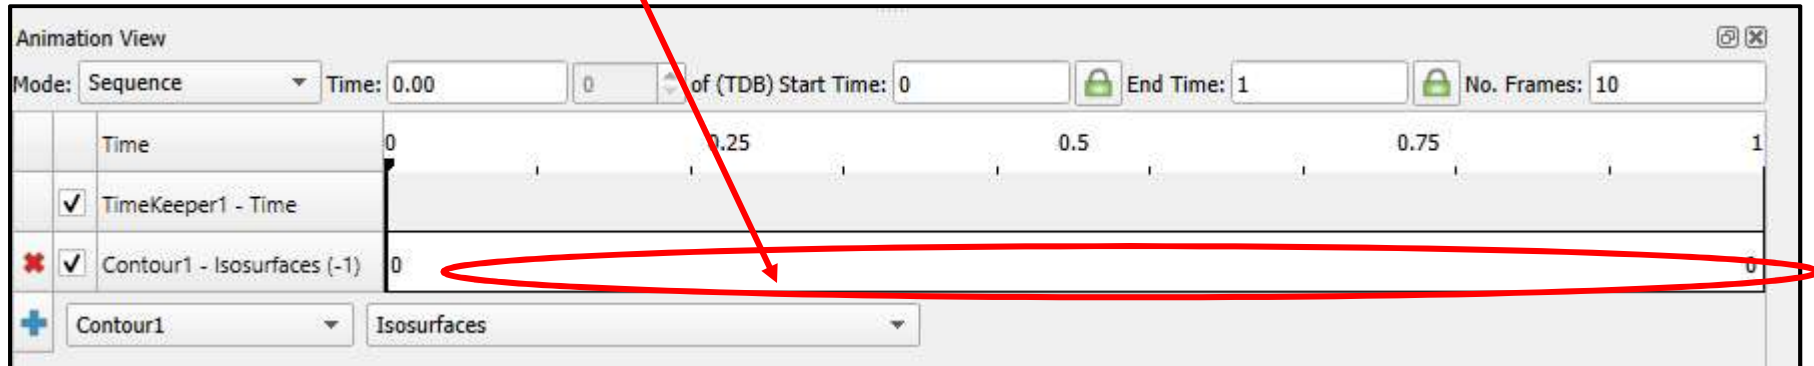 Animation View
Mode: Sequence Time: 0.00 0 of (TDB) Start Time: 0 End Time: 1 No. Frames: 10
Time 0 0.25 0.5 0.75 1
TimeKeeper1 - Time
Contour1 - Isosurfaces (-1) 0 0
Contour1 Isosurfaces